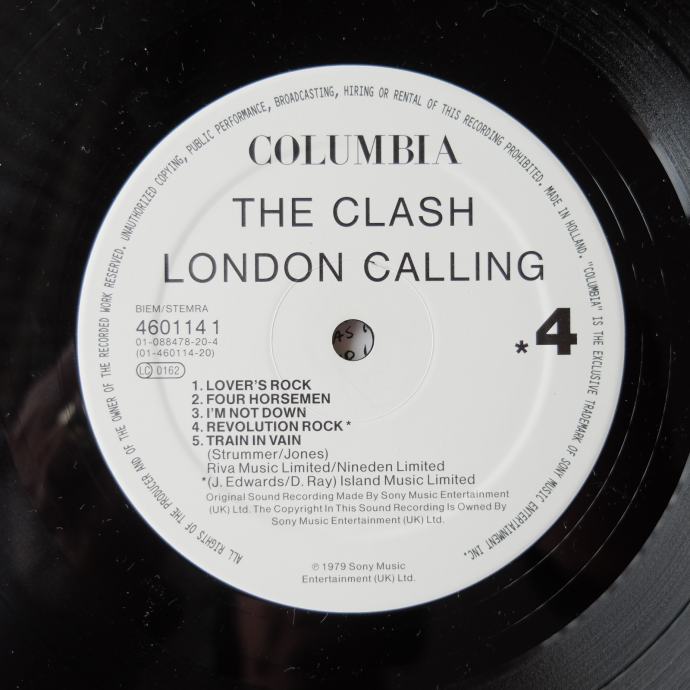 COLUMBIA
THE CLASH
LONDON CALLING
BIEM/STEMRA
460114 1
01-088478-20-4
(01-460114-20)
LC 0162
*4
1. LOVER'S ROCK
2. FOUR HORSEMEN
3. I'M NOT DOWN
4. REVOLUTION ROCK *
5. TRAIN IN VAIN
(Strummer/Jones)
Riva Music Limited/Nineden Limited
*(J. Edwards/D. Ray) Island Music Limited
Original Sound Recording Made By Sony Music Entertainment
(UK) Ltd. The Copyright In This Sound Recording Is Owned By
Sony Music Entertainment (UK) Ltd.
℗ 1979 Sony Music
Entertainment (UK) Ltd.
ALL RIGHTS OF THE PRODUCER AND OF THE OWNER OF THE RECORDED WORK RESERVED. UNAUTHORIZED COPYING, PUBLIC PERFORMANCE, BROADCASTING, HIRING OR RENTAL OF THIS RECORDING PROHIBITED. MADE IN HOLLAND. "COLUMBIA" IS THE EXCLUSIVE TRADEMARK OF SONY MUSIC ENTERTAINMENT INC.